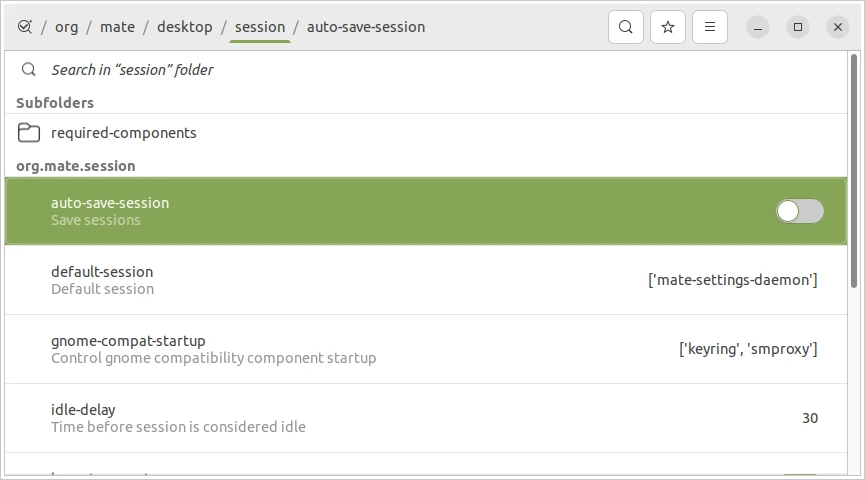 / org / mate / desktop / session / auto-save-session
Search in “session” folder
Subfolders
required-components
org.mate.session
auto-save-session
Save sessions
default-session
Default session
['mate-settings-daemon']
gnome-compat-startup
Control gnome compatibility component startup
['keyring', 'smproxy']
idle-delay
Time before session is considered idle
30